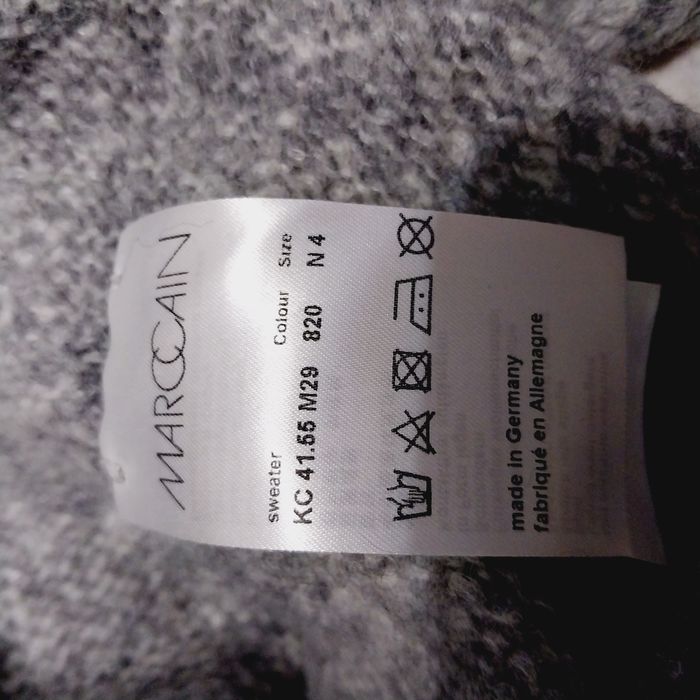 MARCCAIN
sweater Colour Size
KC 41.55 M29 820 N 4
made in Germany
fabriqué en Allemagne